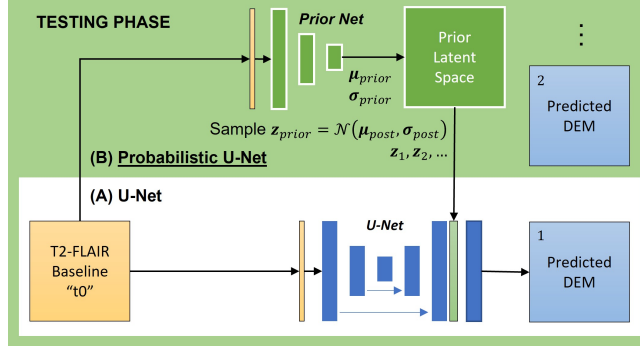 TESTING PHASE
Prior Net
μprior
σprior
Prior
Latent
Space
⋮
2
Predicted
DEM
Sample zprior = 𝒩(μpost, σpost)
z1, z2, …
(B) Probabilistic U-Net
(A) U-Net
T2-FLAIR
Baseline
“t0”
U-Net
1
Predicted
DEM